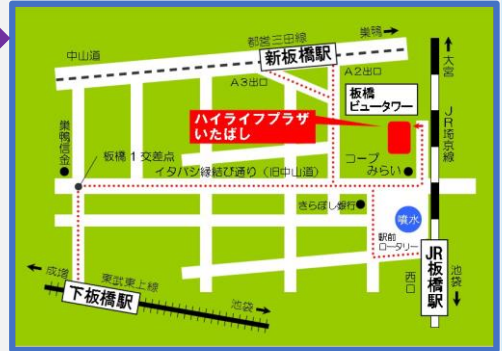 都営三田線
巣鴨
中山道
新板橋駅
A3出口
A2出口
大宮
JR埼京線
板橋
ビュータワー
ハイライフプラザ
いたばし
巣鴨信金
板橋1交差点
コープ
みらい
イタバシ縁結び通り（旧中山道）
きらぼし銀行
噴水
駅前
ロータリー
JR板橋駅
西口
池袋
成増
東武東上線
下板橋駅
池袋